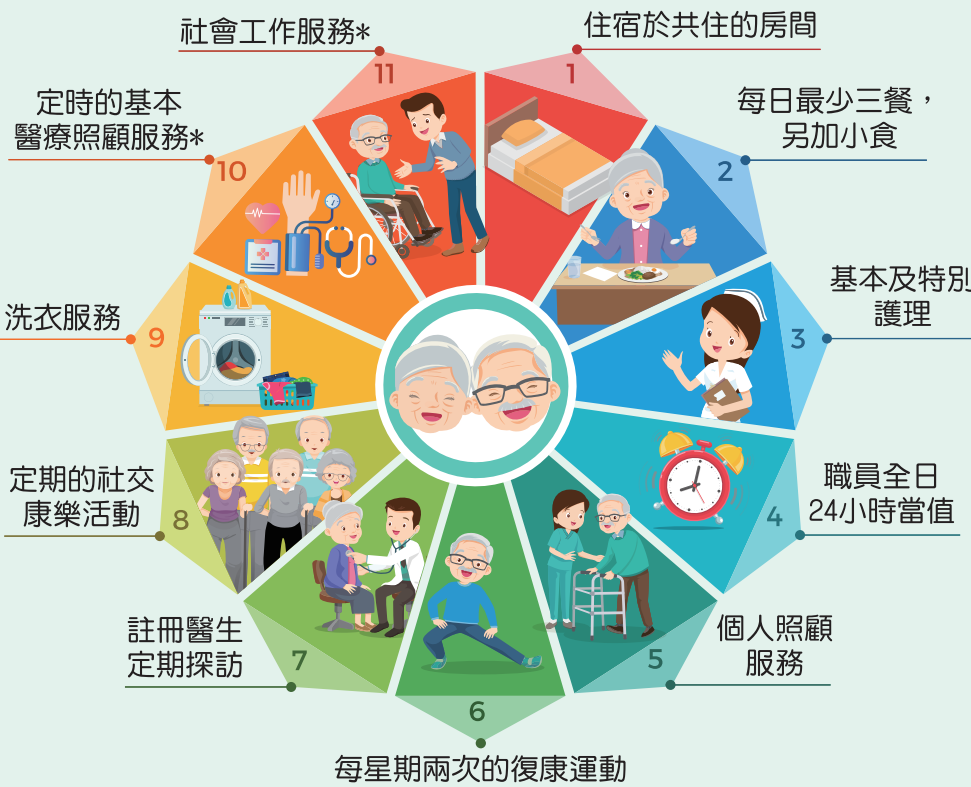 1
住宿於共住的房間
2
每日最少三餐，
另加小食
3
基本及特別
護理
4
職員全日
24小時當值
5
個人照顧
服務
6
每星期兩次的復康運動
7
註冊醫生
定期探訪
8
定期的社交
康樂活動
9
洗衣服務
10
定時的基本
醫療照顧服務*
11
社會工作服務*